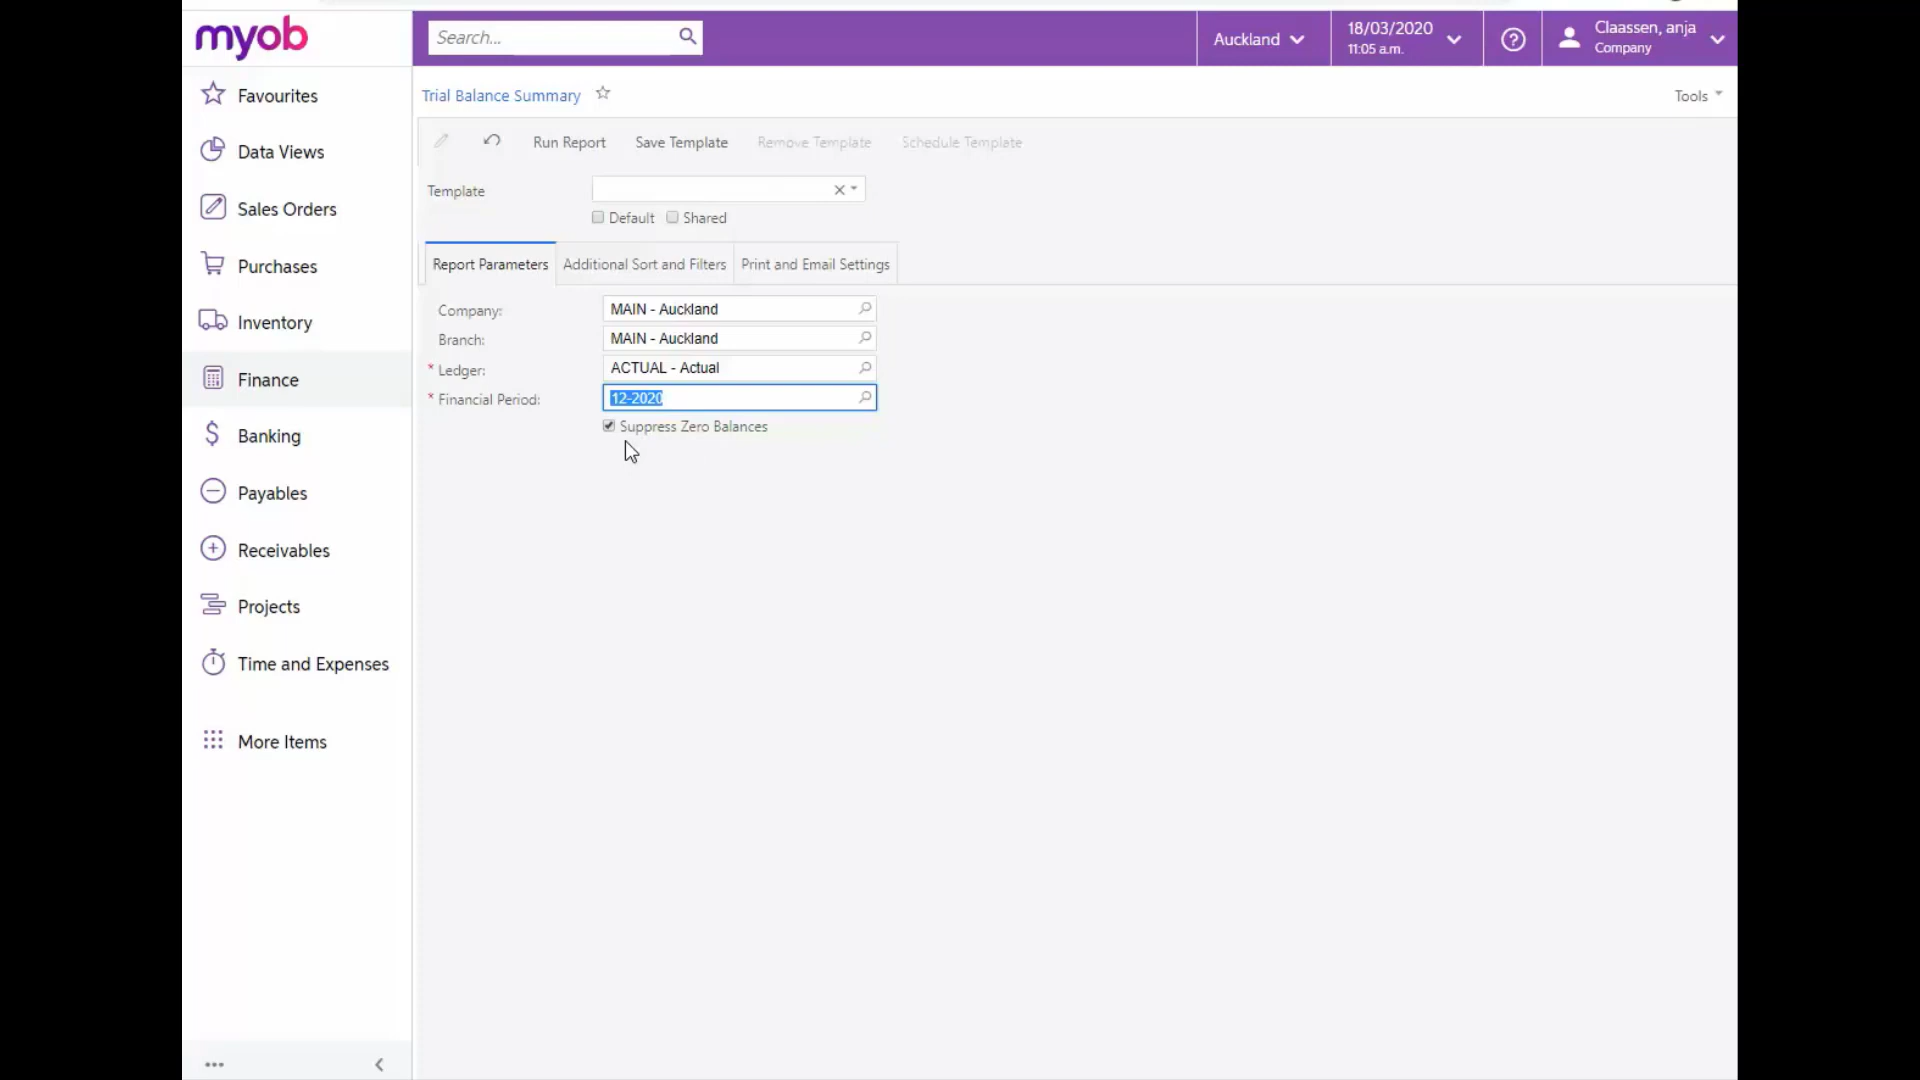 myob
Search...
Auckland
18/03/2020
11:05 a.m.
Claassen, anja
Company
Favourites
Data Views
Sales Orders
Purchases
Inventory
Finance
Banking
Payables
Receivables
Projects
Time and Expenses
More Items
Trial Balance Summary
Tools
Run Report Save Template Remove Template Schedule Template
Template
Default Shared
Report Parameters Additional Sort and Filters Print and Email Settings
Company: MAIN - Auckland
Branch: MAIN - Auckland
* Ledger: ACTUAL - Actual
* Financial Period: 12-2020
Suppress Zero Balances